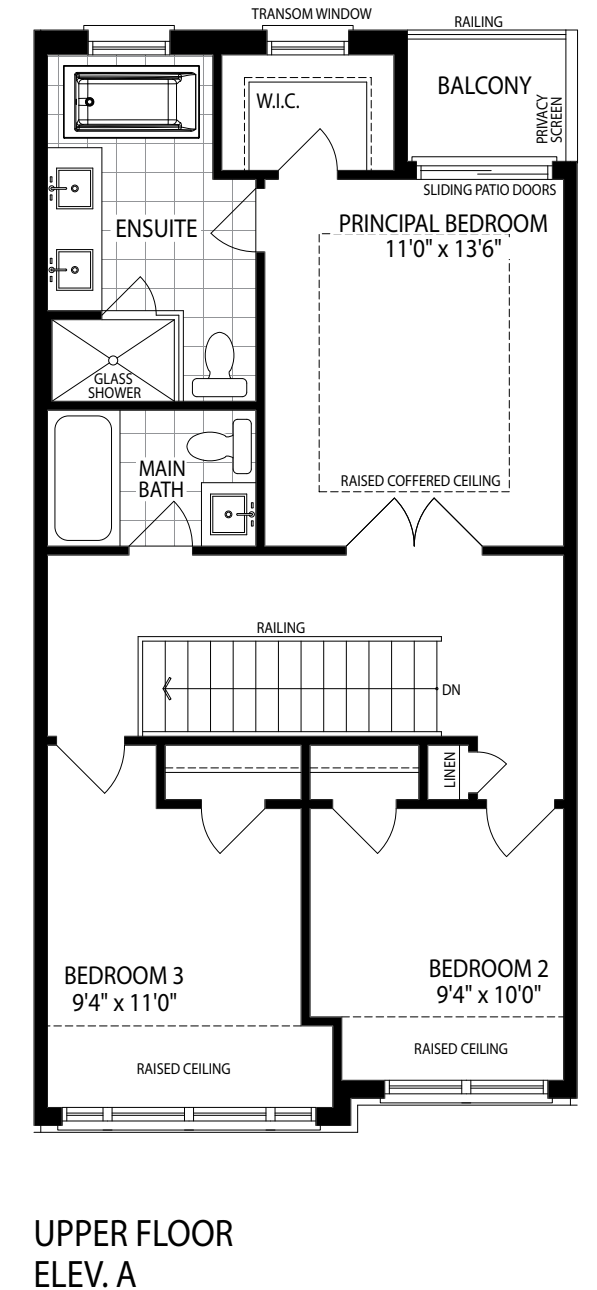 TRANSOM WINDOW
RAILING
W.I.C.
BALCONY
PRIVACY
SCREEN
SLIDING PATIO DOORS
ENSUITE
PRINCIPAL BEDROOM
11'0" x 13'6"
GLASS
SHOWER
MAIN
BATH
RAISED COFFERED CEILING
RAILING
DN
LINEN
BEDROOM 3
9'4" x 11'0"
BEDROOM 2
9'4" x 10'0"
RAISED CEILING
RAISED CEILING
UPPER FLOOR
ELEV. A